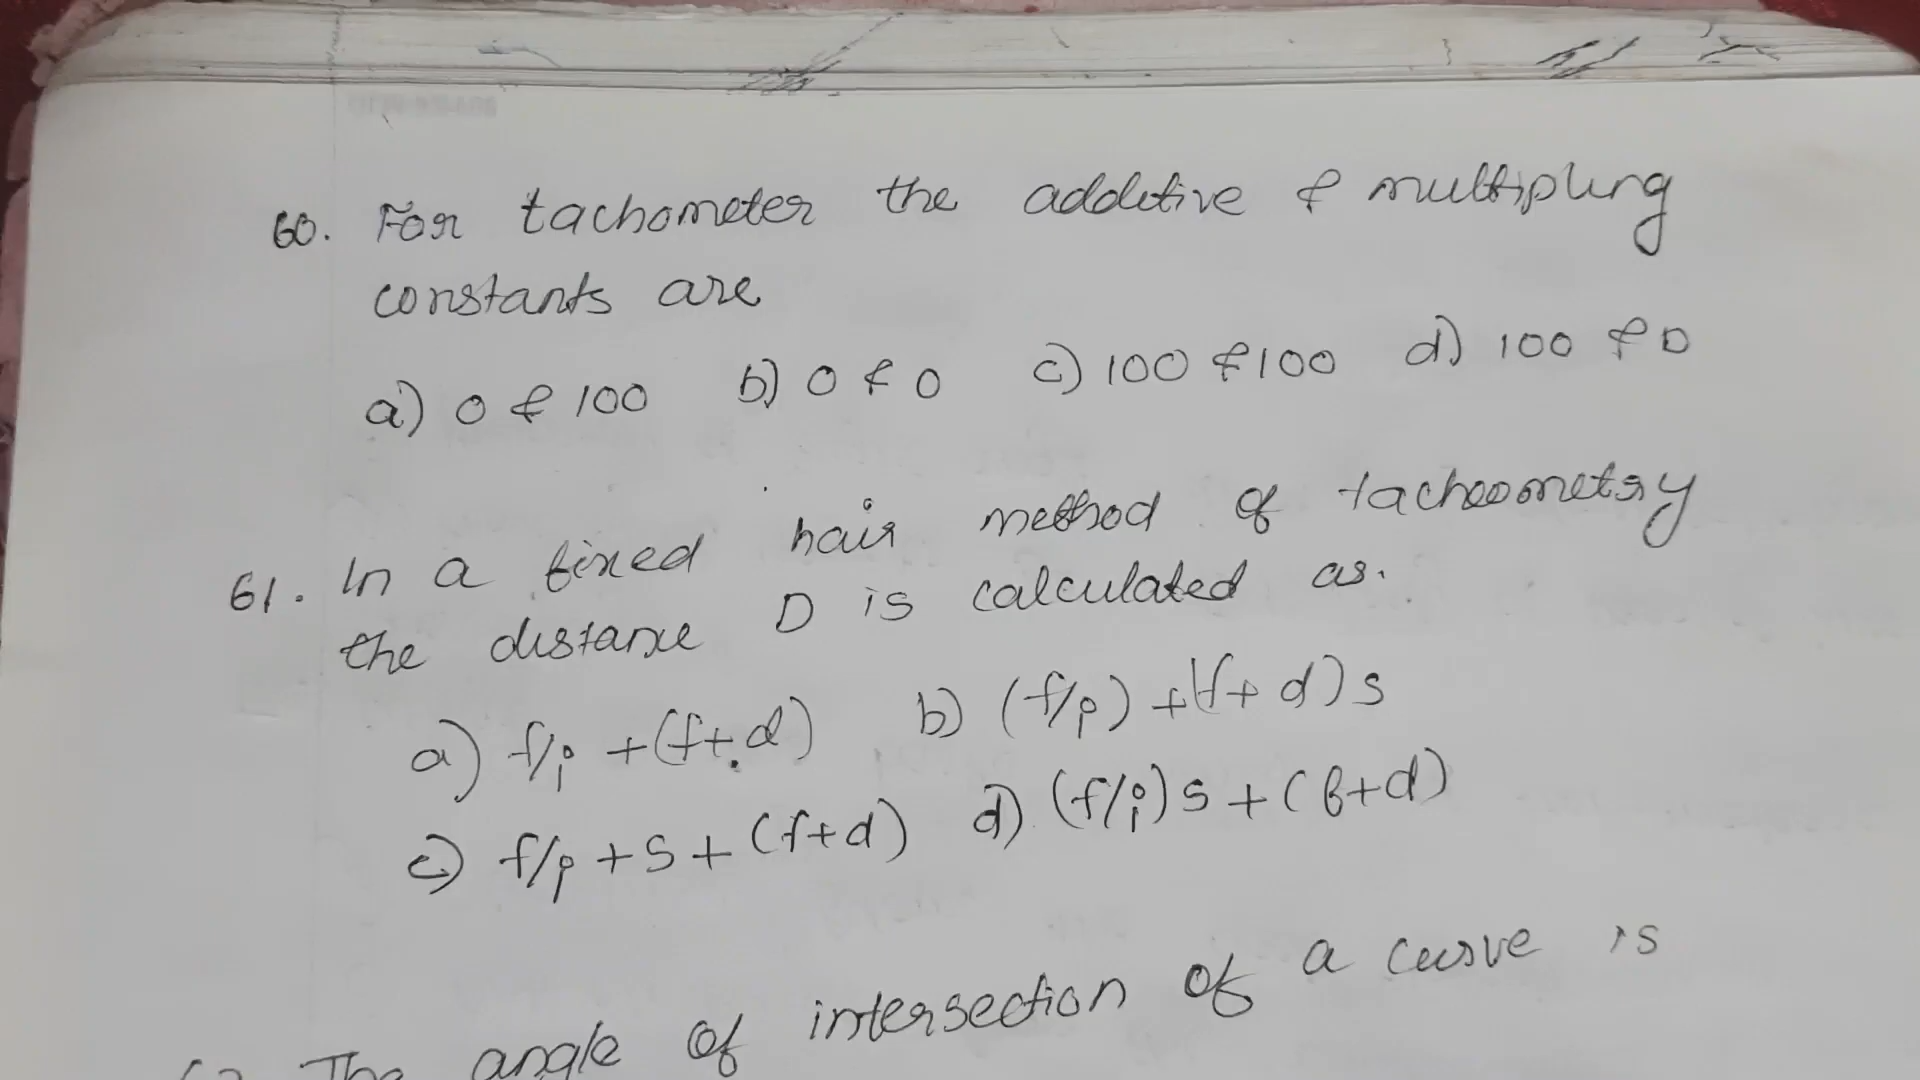 60. For tachometer the additive & multiplying
constants are
a) 0 & 100 b) 0 & 0 c) 100 & 100 d) 100 & 0
61. In a fixed hair method of tacheometry
the distance D is calculated as.
a) f/i + (f+d) b) (f/i) + (f+d)s
c) f/i + s + (f+d) d) (f/i)s + (f+d)
The angle of intersection of a curve is